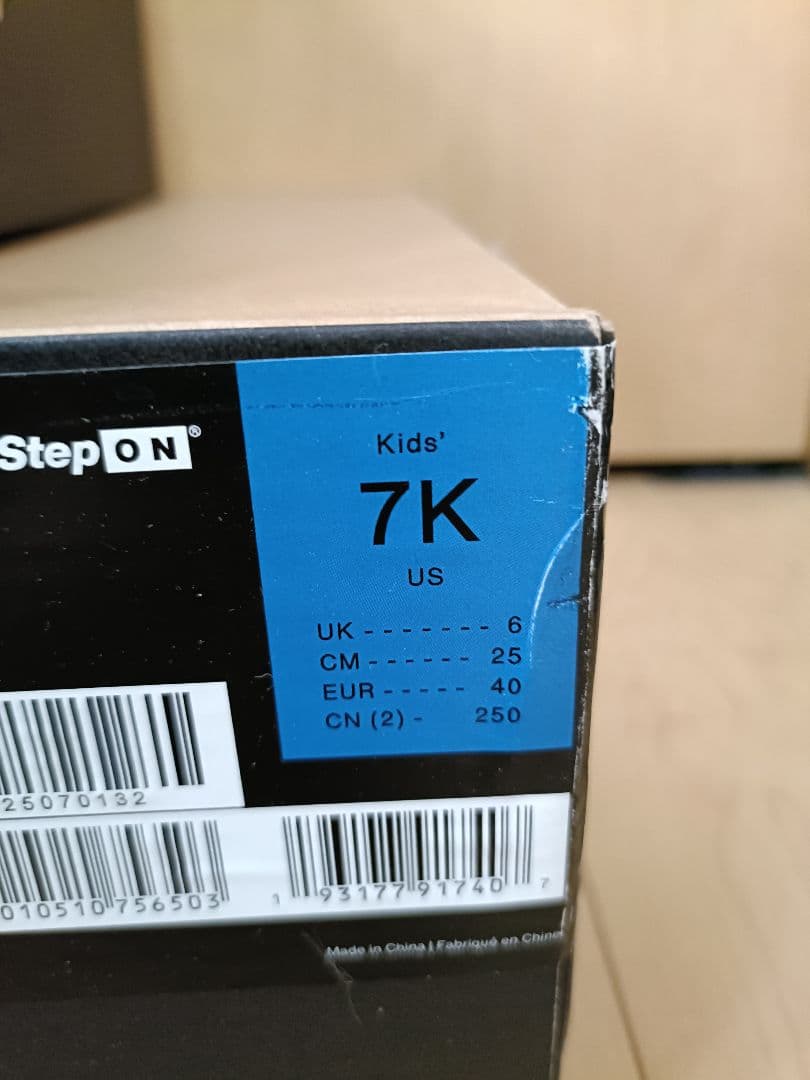 StepON®
Kids'
7K
US
UK - - - - - - - 6
CM - - - - - - 25
EUR - - - - - 40
CN (2) - 250
25070132
010510756503
1 93177 91740 7
Made in China | Fabriqué en Chine